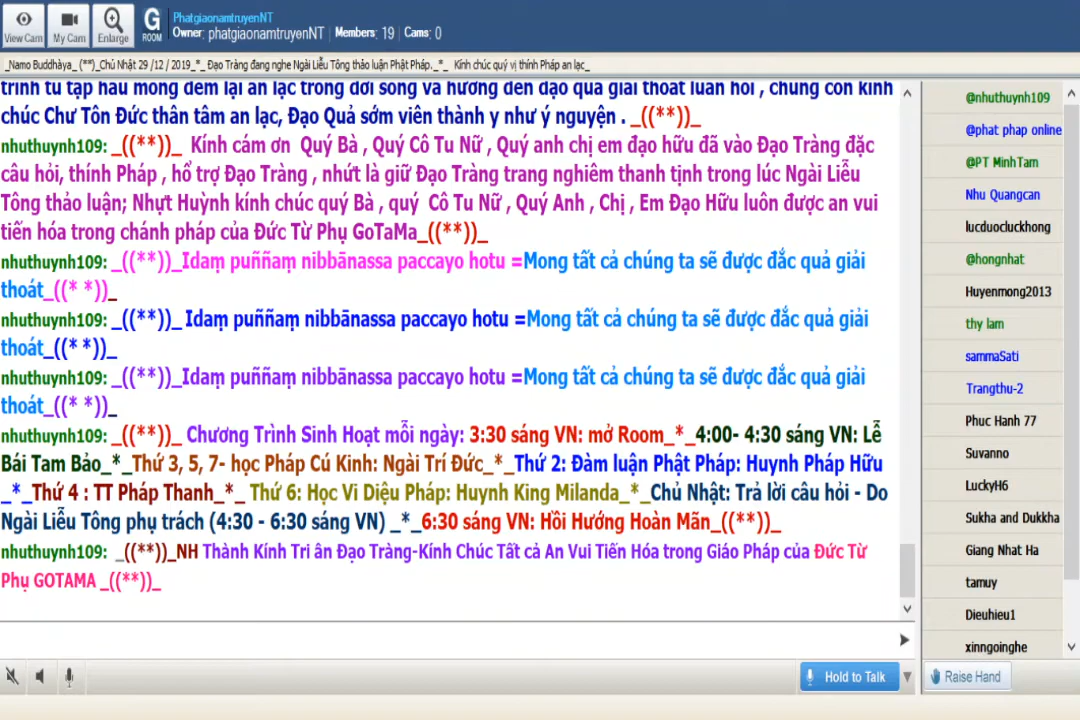 PhatgiaonamtruyenNT
View Cam My Cam Enlarge G ROOM Owner: phatgiaonamtruyenNT | Members: 19 | Cams: 0
_Namo Buddhàya_ (**)_Chủ Nhật 29 /12 / 2019_*_ Đạo Tràng đang nghe Ngài Liễu Tông thảo luận Phật Pháp._*_ Kính chúc quý vị thính Pháp an lạc_
trình tu tập hầu mong đem lại an lạc trong đời sống và hướng đến đạo quả giải thoát luân hồi , chúng con kính
chúc Chư Tôn Đức thân tâm an lạc, Đạo Quả sớm viên thành y như ý nguyện . _((**))_
nhuthuynh109: _((**))_ Kính cám ơn Quý Bà , Quý Cô Tu Nữ , Quý anh chị em đạo hữu đã vào Đạo Tràng đặc
câu hỏi, thính Pháp , hổ trợ Đạo Tràng , nhứt là giữ Đạo Tràng trang nghiêm thanh tịnh trong lúc Ngài Liễu
Tông thảo luận; Nhựt Huỳnh kính chúc quý Bà , quý Cô Tu Nữ , Quý Anh , Chị , Em Đạo Hữu luôn được an vui
tiến hóa trong chánh pháp của Đức Từ Phụ GoTaMa_((**))_
nhuthuynh109: _((**))_Idaṃ puññaṃ nibbānassa paccayo hotu =Mong tất cả chúng ta sẽ được đắc quả giải
thoát_((* *))_
nhuthuynh109: _((**))_ Idaṃ puññaṃ nibbānassa paccayo hotu =Mong tất cả chúng ta sẽ được đắc quả giải
thoát_((* *))_
nhuthuynh109: _((**))_Idaṃ puññaṃ nibbānassa paccayo hotu =Mong tất cả chúng ta sẽ được đắc quả giải
thoát_((* *))_
nhuthuynh109: _((**))_ Chương Trình Sinh Hoạt mỗi ngày: 3:30 sáng VN: mở Room_*_4:00- 4:30 sáng VN: Lễ
Bái Tam Bảo_*_Thứ 3, 5, 7- học Pháp Cú Kinh: Ngài Trí Đức_*_Thứ 2: Đàm luận Phật Pháp: Huynh Pháp Hữu
_*_Thứ 4 : TT Pháp Thanh_*_ Thứ 6: Học Vi Diệu Pháp: Huynh King Milanda_*_Chủ Nhật: Trả lời câu hỏi - Do
Ngài Liễu Tông phụ trách (4:30 - 6:30 sáng VN) _*_6:30 sáng VN: Hồi Hướng Hoàn Mãn_((**))_
nhuthuynh109: _((**))_NH Thành Kính Tri ân Đạo Tràng-Kính Chúc Tất cả An Vui Tiến Hóa trong Giáo Pháp của Đức Từ
Phụ GOTAMA _((**))_
@nhuthuynh109
@phat phap online
@PT MinhTam
Nhu Quangcan
lucduocluckhong
@hongnhat
Huyenmong2013
thy lam
sammaSati
Trangthu-2
Phuc Hanh 77
Suvanno
LuckyH6
Sukha and Dukkha
Giang Nhat Ha
tamuy
Dieuhieu1
xinngoinghe
Hold to Talk
Raise Hand